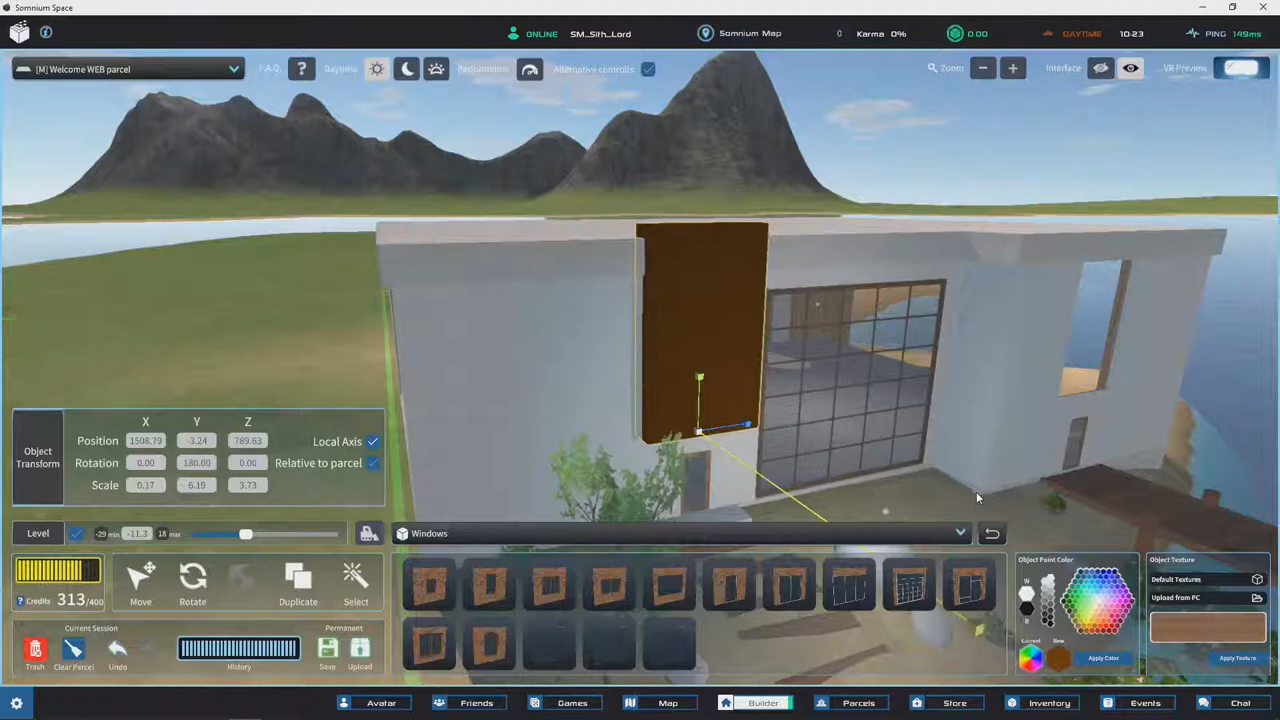 Somnium Space
ONLINE SM_Sith_Lord Somnium Map 0 Karma 0% 0.00 DAYTIME 10:23 PING 149ms
[M] Welcome WEB parcel F.A.Q. ? Daytime Performance Alternative controlls: Zoom Interface VR Preview
X Y Z
Position 1508.79 -3.24 789.63 Local Axis
Object Transform
Rotation 0.00 180.00 0.00 Relative to parcel
Scale 0.17 6.19 3.73
Level -29 min -11.3 18 max Windows
Object Paint Color Object Texture
Default Textures
W
Upload from PC
B
Credits 313/400 Move Rotate Duplicate Select
Current Session Permanent
Current New
Trash Clear Parcel Undo History Save Upload Apply Color Apply Texture
Avatar Friends Games Map Builder Parcels Store Inventory Events Chat